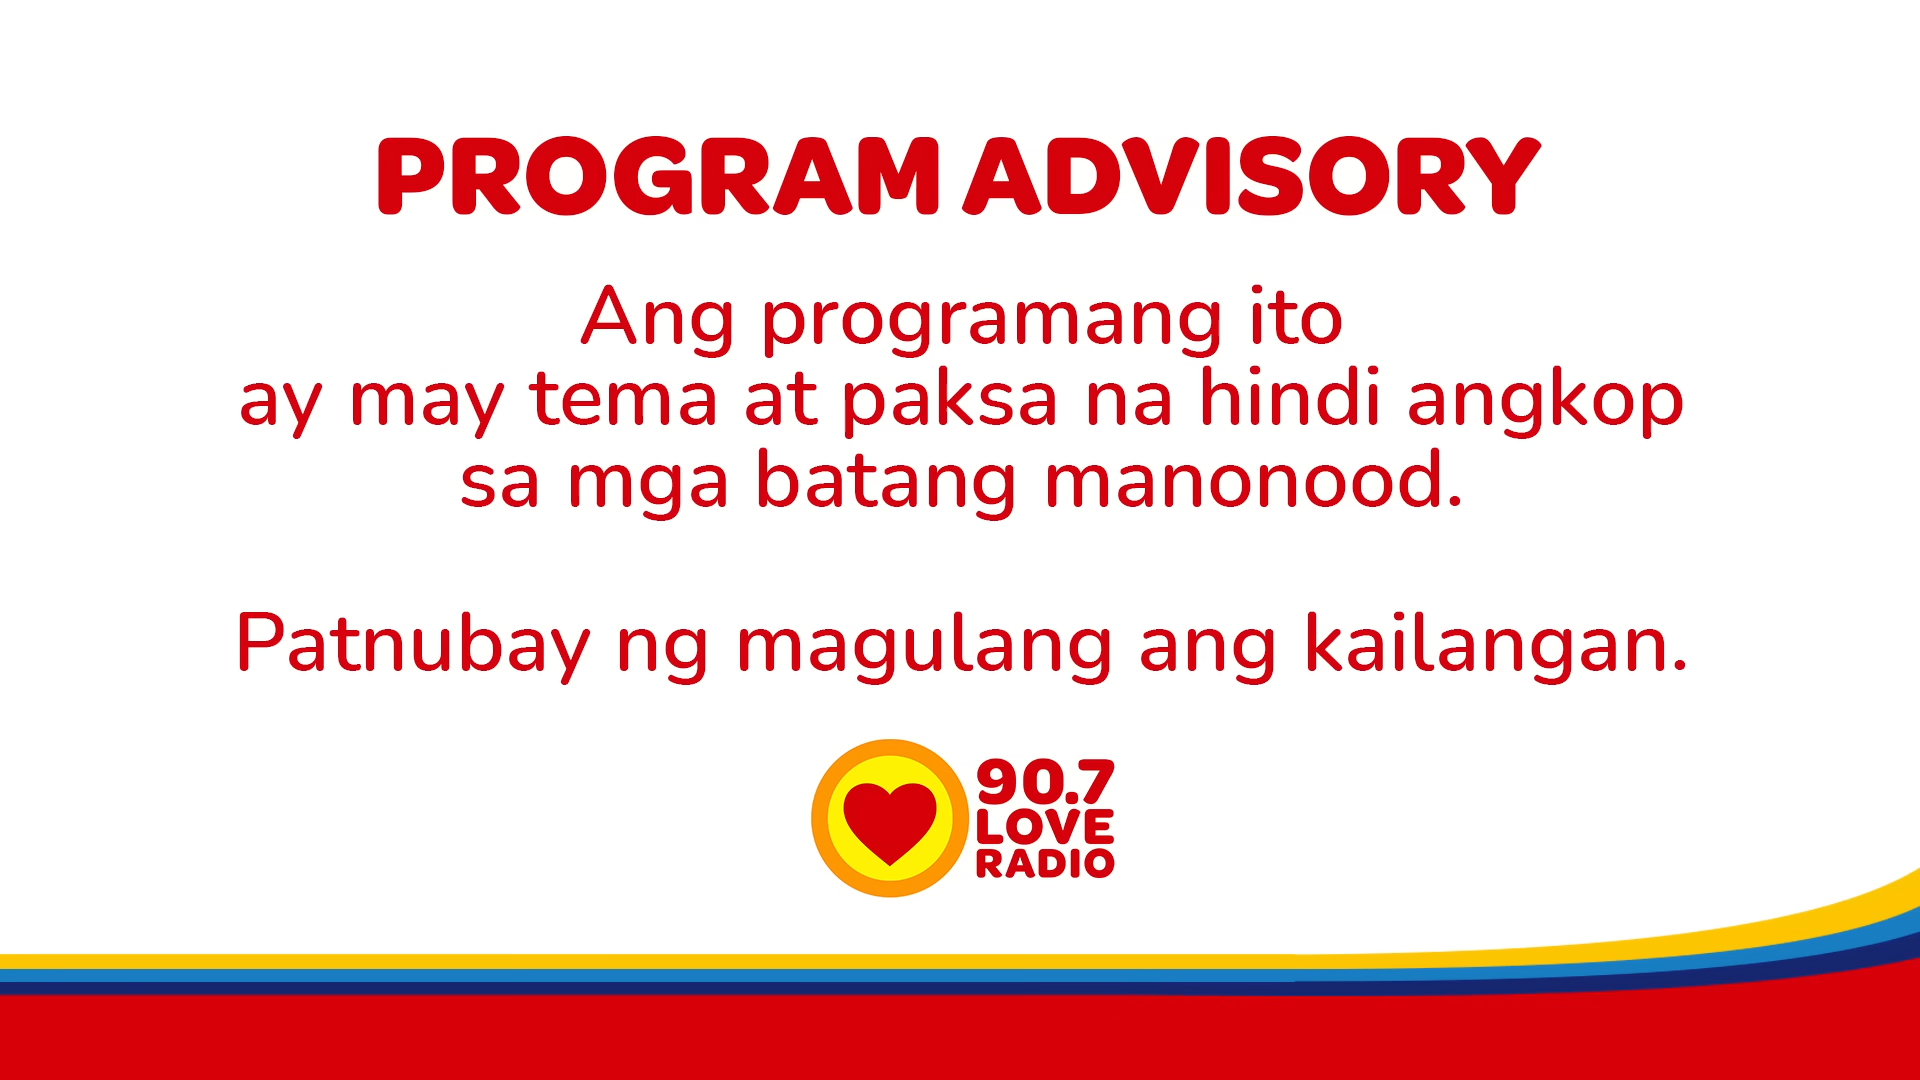 PROGRAM ADVISORY
Ang programang ito
ay may tema at paksa na hindi angkop
sa mga batang manonood.
Patnubay ng magulang ang kailangan.
90.7
LOVE
RADIO